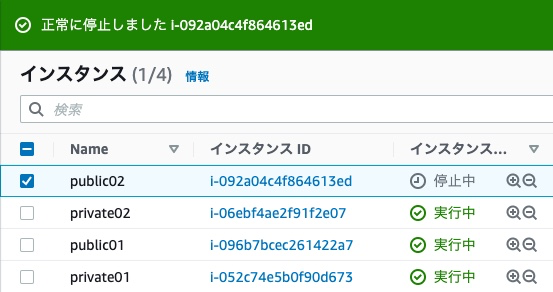 正常に停止しました i-092a04c4f864613ed
インスタンス (1/4) 情報
検索
Name インスタンス ID インスタンス...
public02 i-092a04c4f864613ed 停止中
private02 i-06ebf4ae2f91f2e07 実行中
public01 i-096b7bcec261422a7 実行中
private01 i-052c74e5b0f90d673 実行中